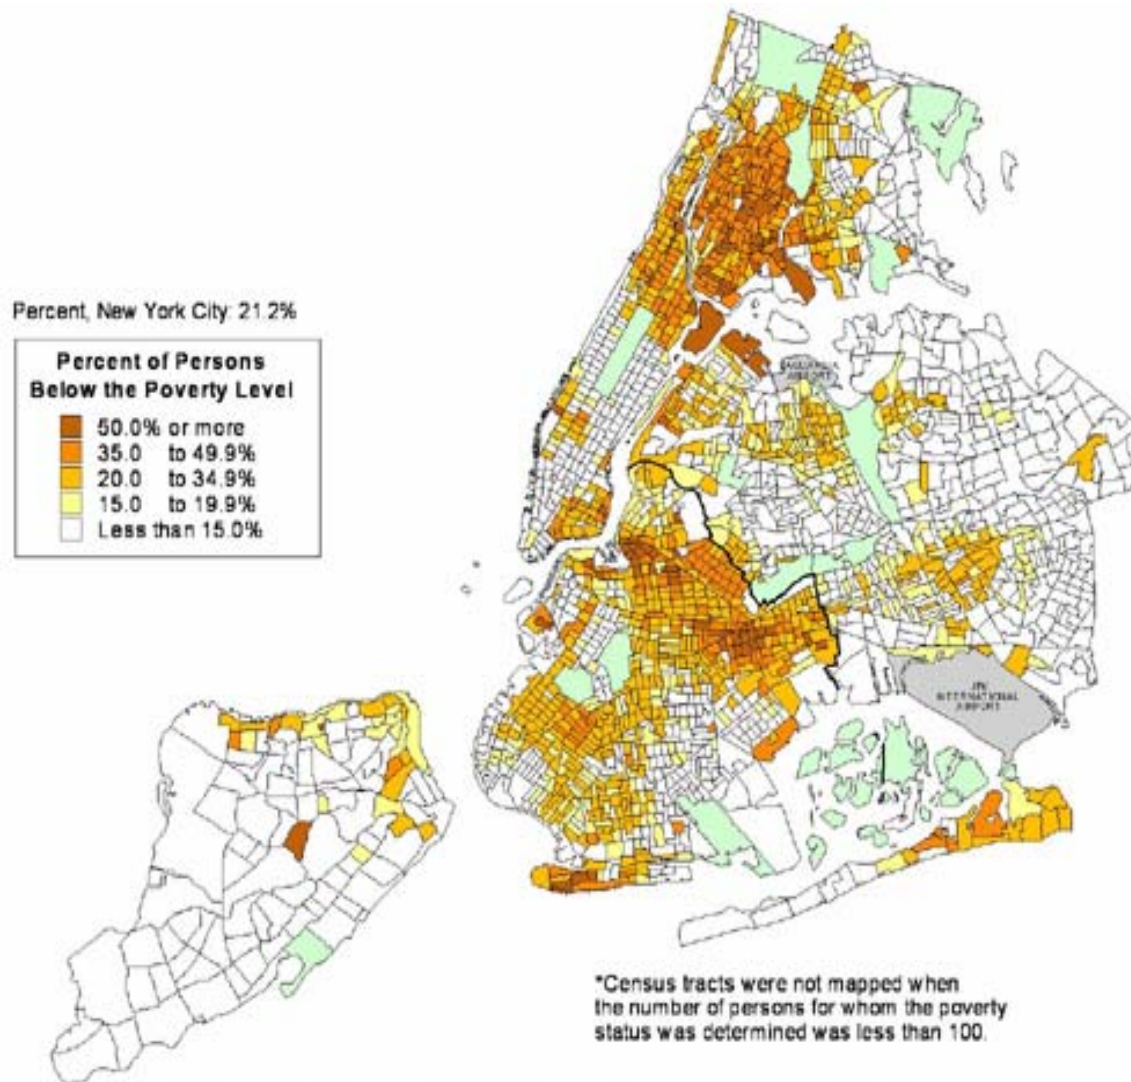 Percent, New York City: 21.2%
Percent of Persons
Below the Poverty Level
50.0% or more
35.0 to 49.9%
20.0 to 34.9%
15.0 to 19.9%
Less than 15.0%
AIRPORT
INTERNATIONAL
AIRPORT
*Census tracts were not mapped when
the number of persons for whom the poverty
status was determined was less than 100.